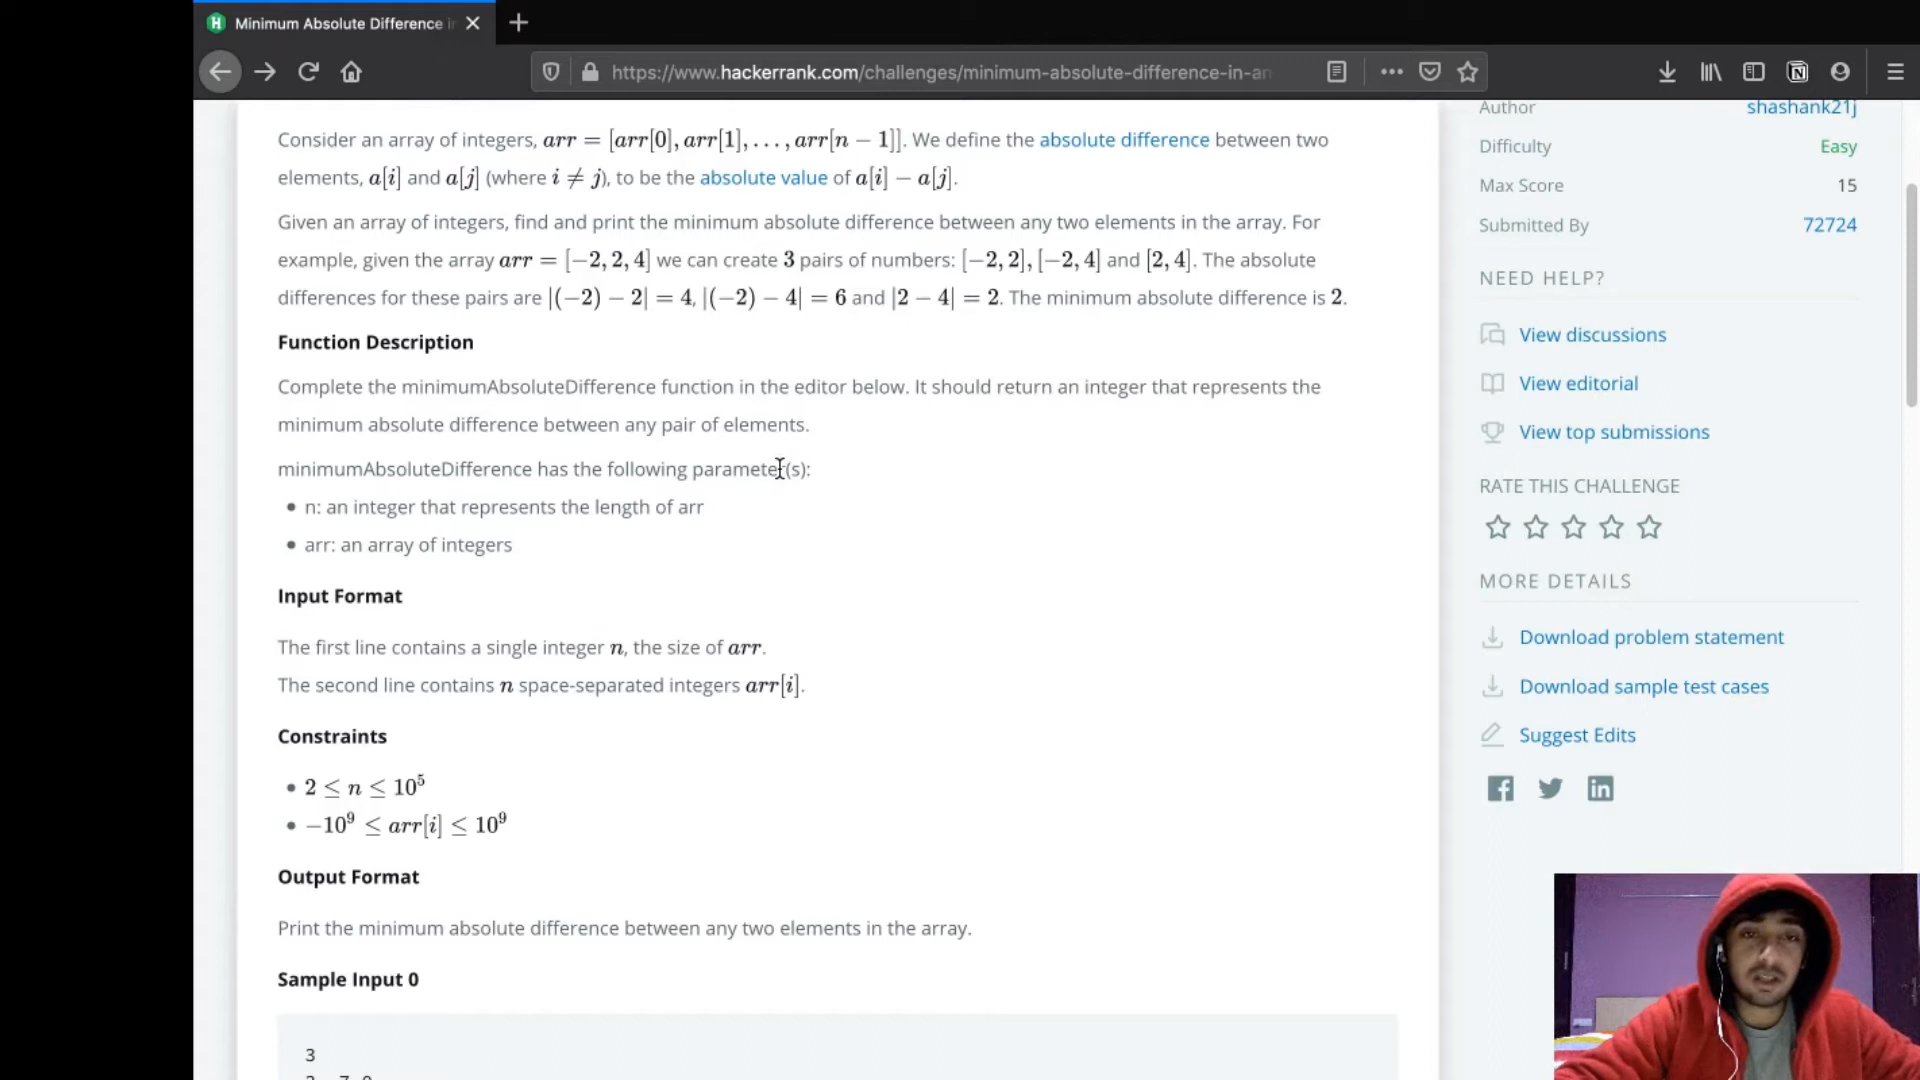 Minimum Absolute Difference in
https://www.hackerrank.com/challenges/minimum-absolute-difference-in-an
Consider an array of integers, arr = [arr[0], arr[1], . . . , arr[n − 1]]. We define the absolute difference between two
elements, a[i] and a[j] (where i ≠ j), to be the absolute value of a[i] − a[j].
Given an array of integers, find and print the minimum absolute difference between any two elements in the array. For
example, given the array arr = [−2, 2, 4] we can create 3 pairs of numbers: [−2, 2], [−2, 4] and [2, 4]. The absolute
differences for these pairs are |(−2) − 2| = 4, |(−2) − 4| = 6 and |2 − 4| = 2. The minimum absolute difference is 2.
Function Description
Complete the minimumAbsoluteDifference function in the editor below. It should return an integer that represents the
minimum absolute difference between any pair of elements.
minimumAbsoluteDifference has the following parameter(s):
• n: an integer that represents the length of arr
• arr: an array of integers
Input Format
The first line contains a single integer n, the size of arr.
The second line contains n space-separated integers arr[i].
Constraints
• 2 ≤ n ≤ 10⁵
• −10⁹ ≤ arr[i] ≤ 10⁹
Output Format
Print the minimum absolute difference between any two elements in the array.
Sample Input 0
3
Author shashank21j
Difficulty Easy
Max Score 15
Submitted By 72724
NEED HELP?
View discussions
View editorial
View top submissions
RATE THIS CHALLENGE
MORE DETAILS
Download problem statement
Download sample test cases
Suggest Edits